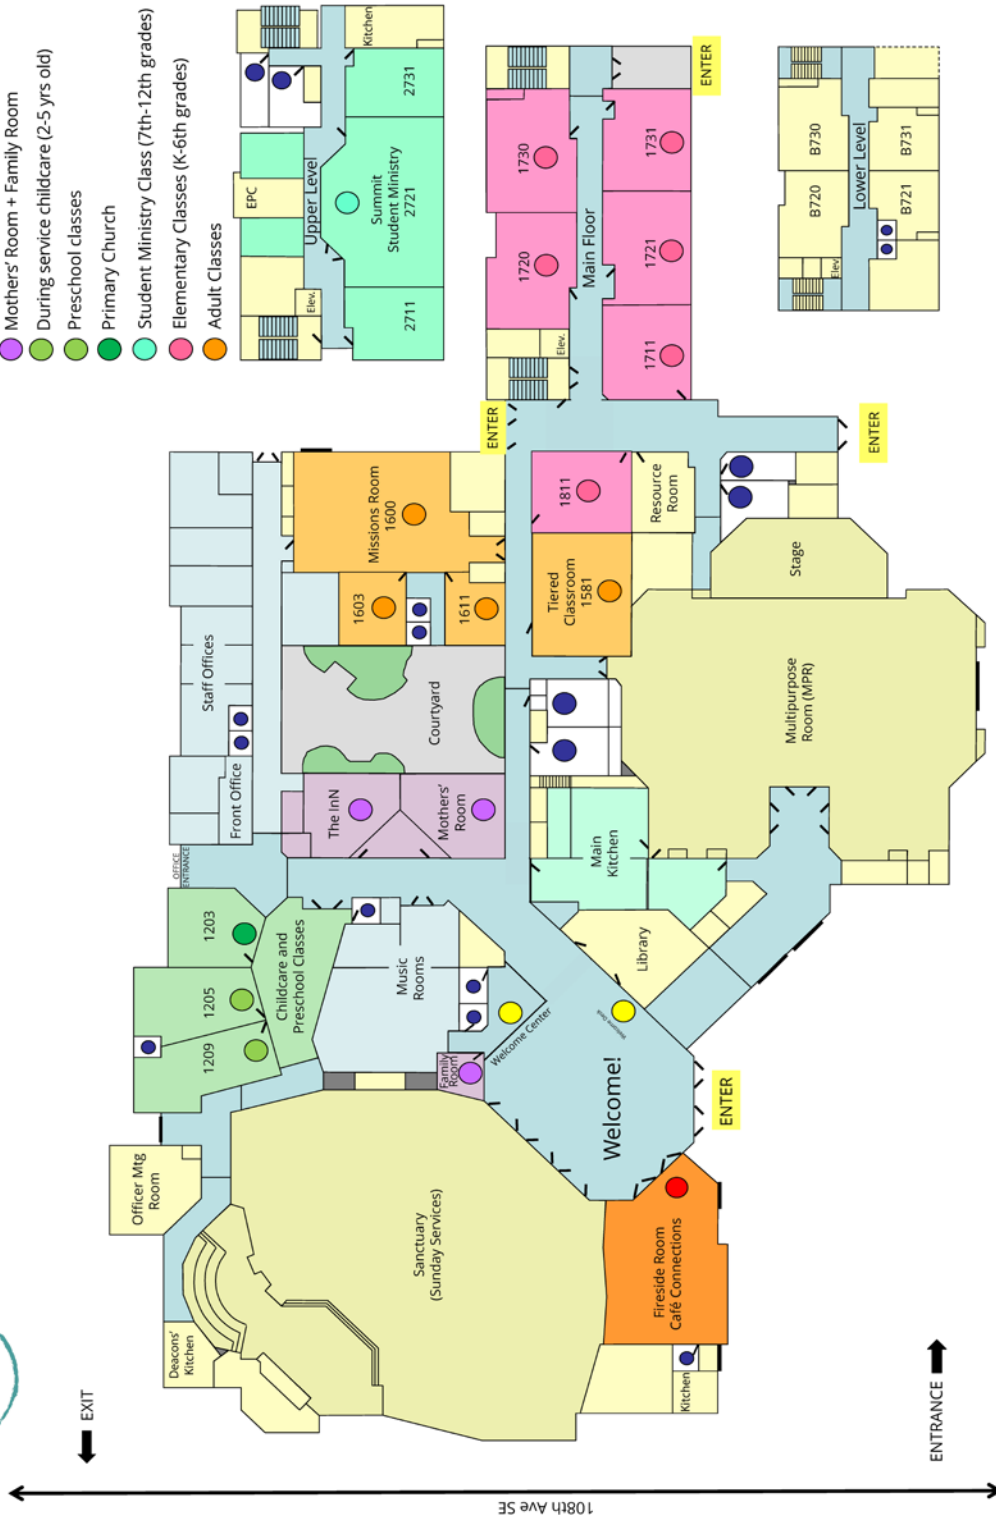 Mothers' Room + Family Room
During service childcare (2-5 yrs old)
Preschool classes
Primary Church
Student Ministry Class (7th-12th grades)
Elementary Classes (K-6th grades)
Adult Classes
Kitchen
2731
EPC
Upper Level
Summit
Student Ministry
2721
Elev.
2711
ENTER
1730
1731
1720
Main Floor
1721
Elev.
1711
B730
B731
Lower Level
B720
B721
Elev.
ENTER
ENTER
Missions Room
1600
1811
Resource
Room
Stage
1603
1611
Tiered
Classroom
1581
Staff Offices
Courtyard
Multipurpose
Room (MPR)
Front Office
The InN
Mothers'
Room
Main
Kitchen
OFFICE
ENTRANCE
1203
1205
1209
Childcare and
Preschool Classes
Music
Rooms
Library
Welcome Center
Welcome Desk
Family
Room
Welcome!
ENTER
Officer Mtg
Room
Sanctuary
(Sunday Services)
Fireside Room
Café Connections
Deacons'
Kitchen
Kitchen
EXIT
ENTRANCE
108th Ave SE